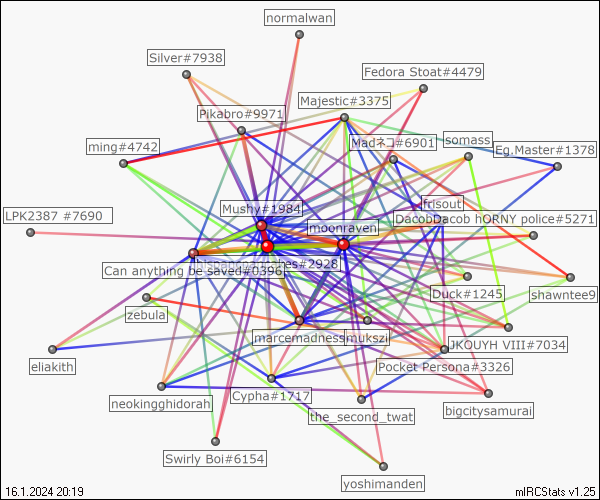 normalwan
Silver#7938
Fedora Stoat#4479
Majestic#3375
Pikabro#9971
Madネコ#6901
somass
ming#4742
Eg.Master#1378
frisout
Mushy#1984
LPK2387 #7690
DacobDacob hORNY police#5271
moonraven
#2928
Can anything be saved#0396
Duck#1245
shawntee9
zebula
marcemadness
mukszi
JKQUYH VIII#7034
eliakith
Pocket Persona#3326
Cypha#1717
neokingghidorah
bigcitysamurai
the_second_twat
Swirly Boi#6154
yoshimanden
16.1.2024 20:19
mIRCStats v1.25